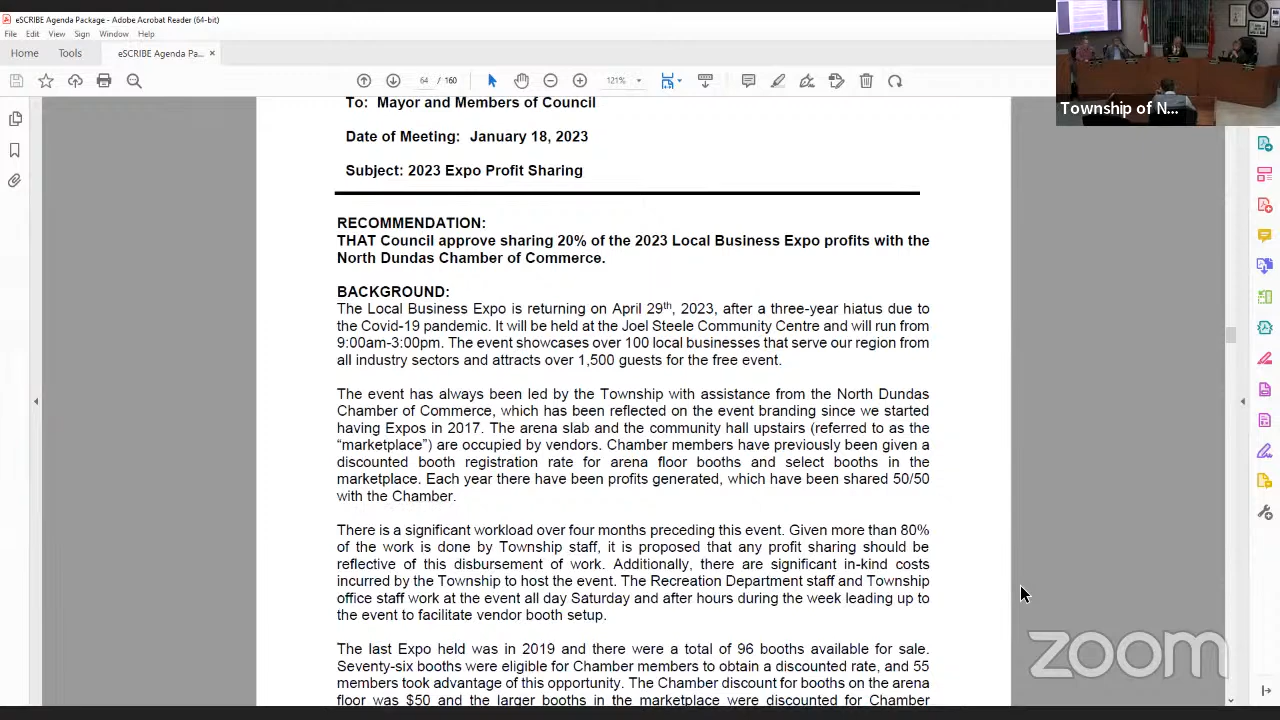 eSCRIBE Agenda Package - Adobe Acrobat Reader (64-bit)
File Edit View Sign Window Help
Home Tools eSCRIBE Agenda Pa... ×
64 / 160 121%
Township of N...
To: Mayor and Members of Council
Date of Meeting: January 18, 2023
Subject: 2023 Expo Profit Sharing
RECOMMENDATION:
THAT Council approve sharing 20% of the 2023 Local Business Expo profits with the
North Dundas Chamber of Commerce.
BACKGROUND:
The Local Business Expo is returning on April 29th, 2023, after a three-year hiatus due to
the Covid-19 pandemic. It will be held at the Joel Steele Community Centre and will run from
9:00am-3:00pm. The event showcases over 100 local businesses that serve our region from
all industry sectors and attracts over 1,500 guests for the free event.
The event has always been led by the Township with assistance from the North Dundas
Chamber of Commerce, which has been reflected on the event branding since we started
having Expos in 2017. The arena slab and the community hall upstairs (referred to as the
“marketplace”) are occupied by vendors. Chamber members have previously been given a
discounted booth registration rate for arena floor booths and select booths in the
marketplace. Each year there have been profits generated, which have been shared 50/50
with the Chamber.
There is a significant workload over four months preceding this event. Given more than 80%
of the work is done by Township staff, it is proposed that any profit sharing should be
reflective of this disbursement of work. Additionally, there are significant in-kind costs
incurred by the Township to host the event. The Recreation Department staff and Township
office staff work at the event all day Saturday and after hours during the week leading up to
the event to facilitate vendor booth setup.
The last Expo held was in 2019 and there were a total of 96 booths available for sale.
Seventy-six booths were eligible for Chamber members to obtain a discounted rate, and 55
members took advantage of this opportunity. The Chamber discount for booths on the arena
floor was $50 and the larger booths in the marketplace were discounted for Chamber
zoom